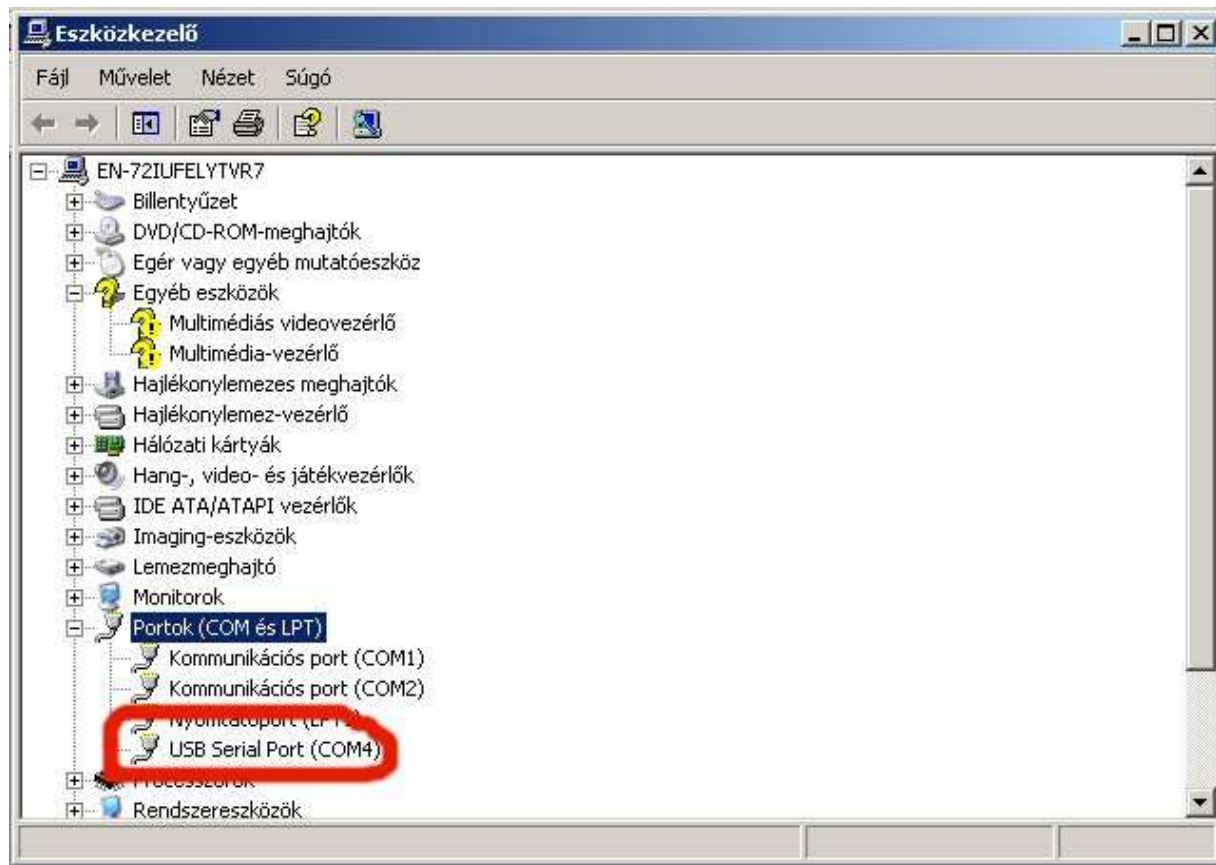 Eszközkezelő
Fájl Művelet Nézet Súgó
EN-72IUFELYTVR7
Billentyűzet
DVD/CD-ROM-meghajtók
Egér vagy egyéb mutatóeszköz
Egyéb eszközök
Multimédiás videovezérlő
Multimédia-vezérlő
Hajlékonylemezes meghajtók
Hajlékonylemez-vezérlő
Hálózati kártyák
Hang-, video- és játékvezérlők
IDE ATA/ATAPI vezérlők
Imaging-eszközök
Lemezmeghajtó
Monitorok
Portok (COM és LPT)
Kommunikációs port (COM1)
Kommunikációs port (COM2)
Nyomtatóport
USB Serial Port (COM4)
Processzorok
Rendszereszközök